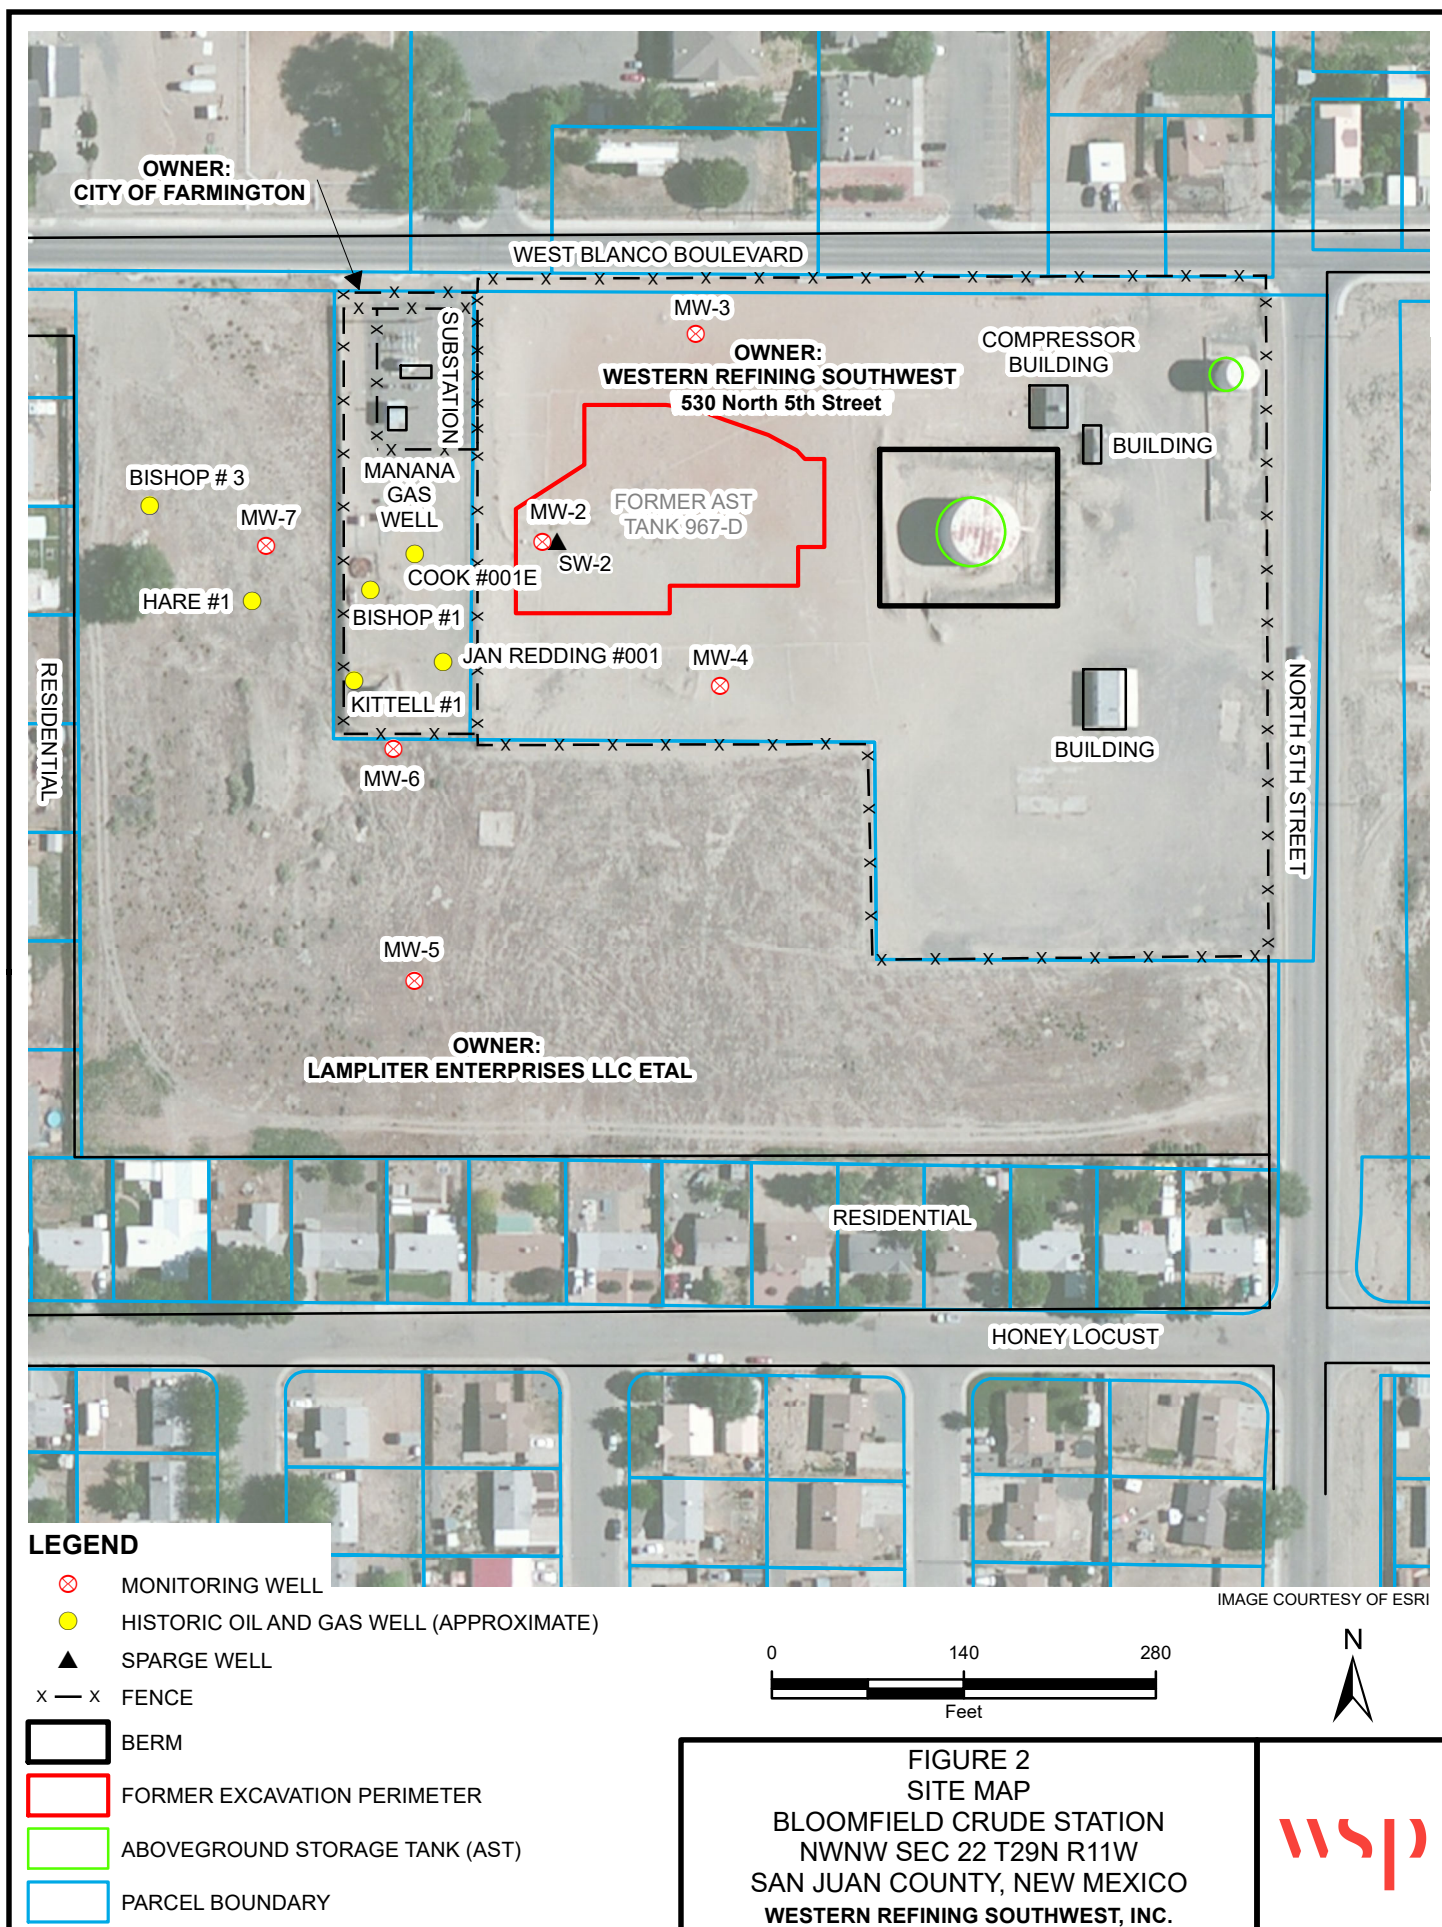 OWNER:
CITY OF FARMINGTON
WEST BLANCO BOULEVARD
MW-3
OWNER:
WESTERN REFINING SOUTHWEST
530 North 5th Street
COMPRESSOR
BUILDING
BUILDING
SUBSTATION
MANANA
GAS
WELL
BISHOP # 3
MW-7
HARE #1
COOK #001E
BISHOP #1
JAN REDDING #001
KITTELL #1
MW-6
MW-2
SW-2
FORMER AST
TANK 967-D
MW-4
BUILDING
RESIDENTIAL
NORTH 5TH STREET
MW-5
OWNER:
LAMPLITER ENTERPRISES LLC ETAL
RESIDENTIAL
HONEY LOCUST
LEGEND
MONITORING WELL
HISTORIC OIL AND GAS WELL (APPROXIMATE)
SPARGE WELL
X — X FENCE
BERM
FORMER EXCAVATION PERIMETER
ABOVEGROUND STORAGE TANK (AST)
PARCEL BOUNDARY
IMAGE COURTESY OF ESRI
0 140 280
Feet
N
FIGURE 2
SITE MAP
BLOOMFIELD CRUDE STATION
NWNW SEC 22 T29N R11W
SAN JUAN COUNTY, NEW MEXICO
WESTERN REFINING SOUTHWEST, INC.
wsp